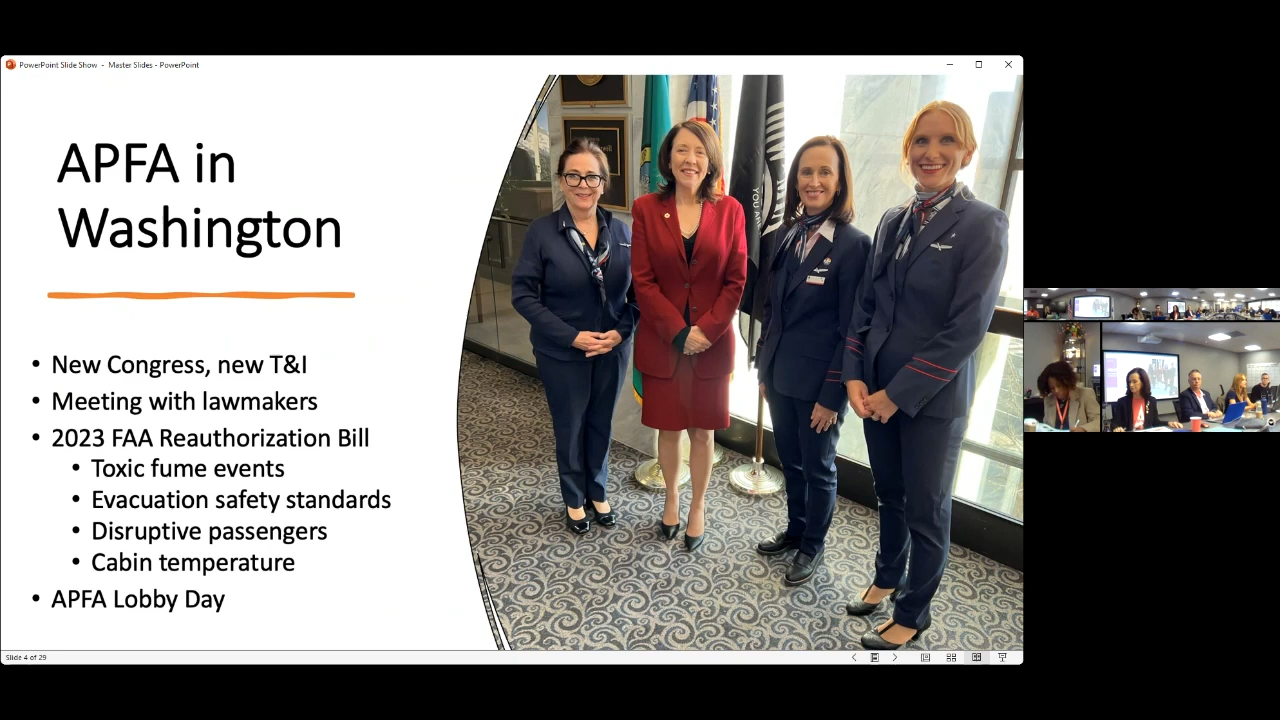 PowerPoint Slide Show - Master Slides - PowerPoint
APFA in
Washington
• New Congress, new T&I
• Meeting with lawmakers
• 2023 FAA Reauthorization Bill
• Toxic fume events
• Evacuation safety standards
• Disruptive passengers
• Cabin temperature
• APFA Lobby Day
YOU A
Slide 4 of 29